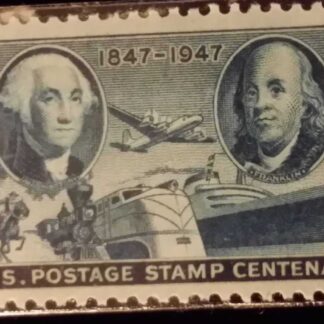 1847-1947
FRANKLIN
S. POSTAGE STAMP CENTENA